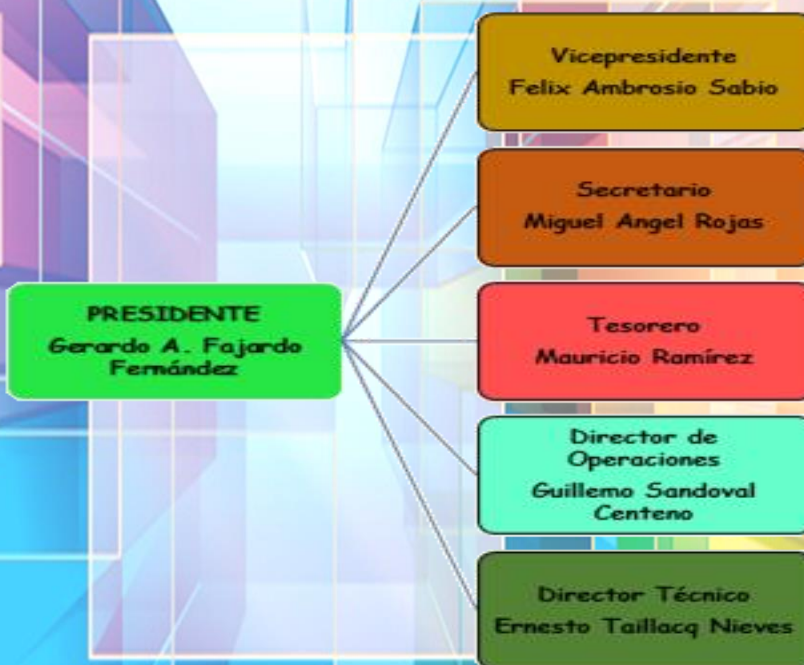 Vicepresidente
Felix Ambrosio Sabio
Secretario
Miguel Angel Rojas
PRESIDENTE
Gerardo A. Fajardo
Fernández
Tesorero
Mauricio Ramírez
Director de
Operaciones
Guillemo Sandoval
Centeno
Director Técnico
Ernesto Taillacq Nieves